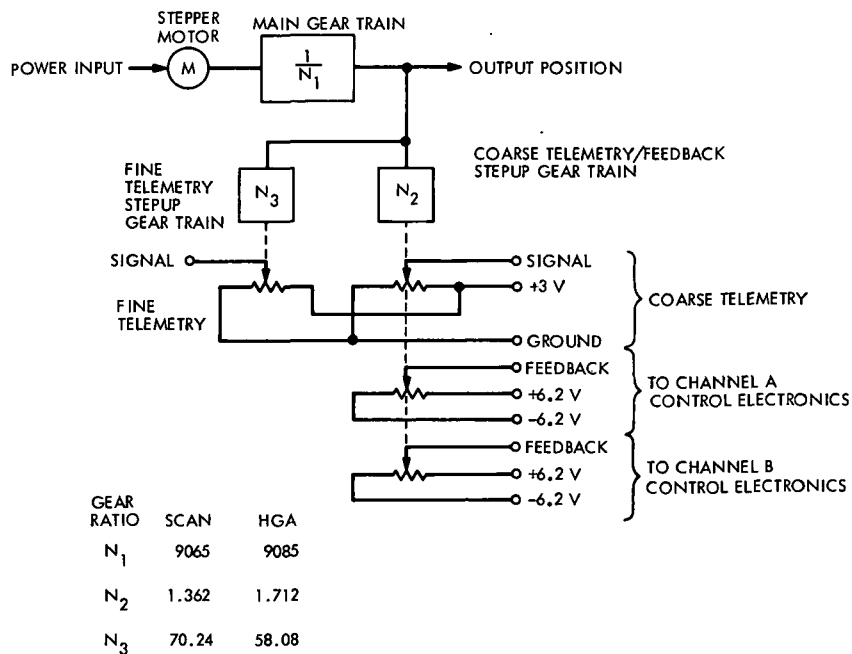 STEPPER
MOTOR
MAIN GEAR TRAIN
POWER INPUT
M
1
N1
OUTPUT POSITION
FINE
TELEMETRY
STEPUP
GEAR TRAIN
N3
N2
COARSE TELEMETRY/FEEDBACK
STEPUP GEAR TRAIN
SIGNAL
FINE
TELEMETRY
SIGNAL
+3 V
GROUND
COARSE TELEMETRY
FEEDBACK
+6.2 V
-6.2 V
TO CHANNEL A
CONTROL ELECTRONICS
FEEDBACK
+6.2 V
-6.2 V
TO CHANNEL B
CONTROL ELECTRONICS
GEAR
RATIO SCAN HGA
N1 9065 9085
N2 1.362 1.712
N3 70.24 58.08